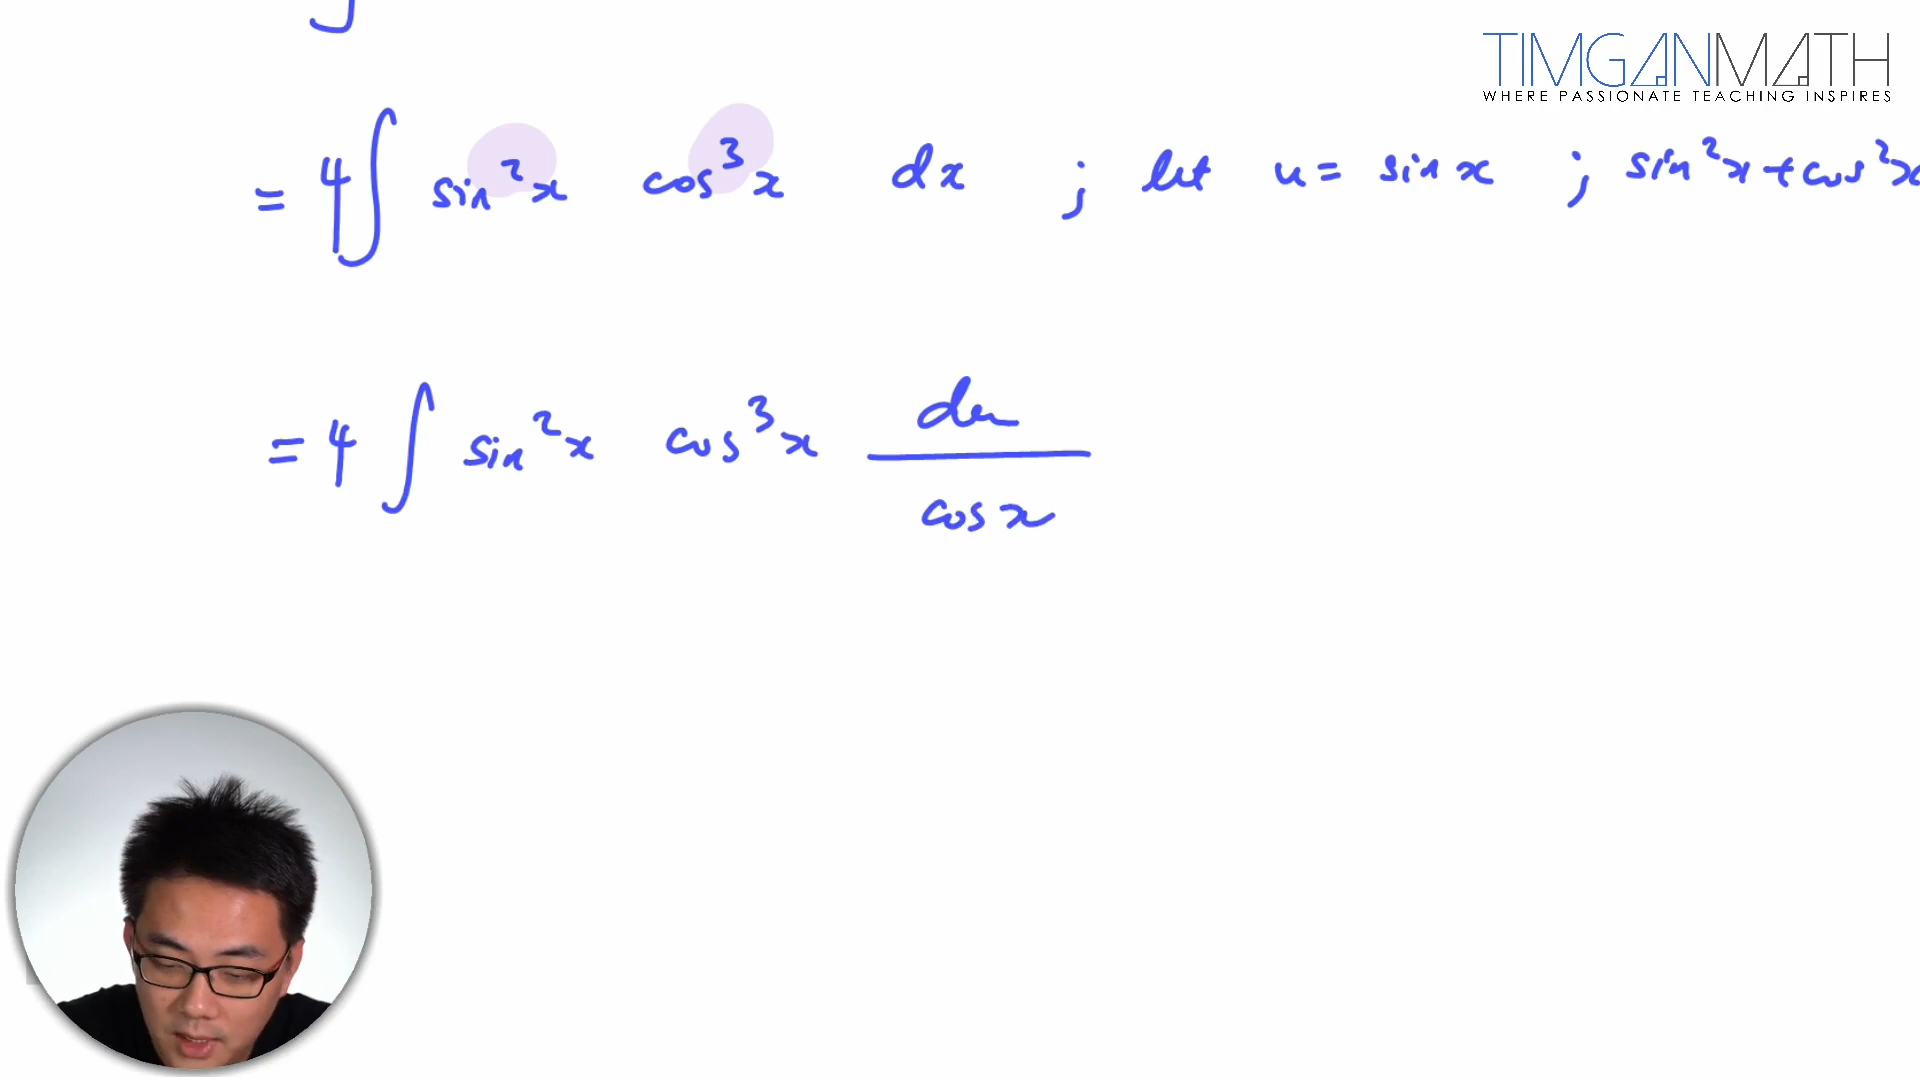 TIMGANMATH
WHERE PASSIONATE TEACHING INSPIRES
= 4 ∫ sin²x cos³x dx ; let u = sin x ; sin²x + cos²x
= 4 ∫ sin²x cos³x du / cos x